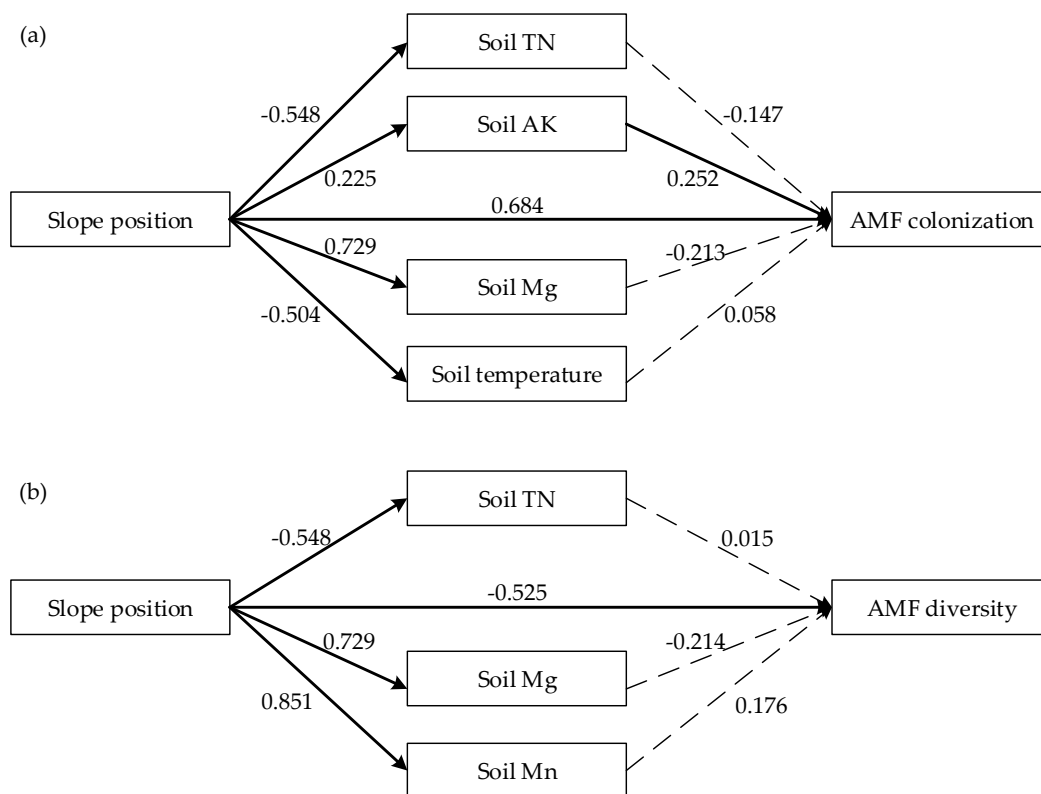 (a)
Soil TN
-0.548
-0.147
Soil AK
0.225
0.252
Slope position
0.684
AMF colonization
0.729
-0.213
Soil Mg
-0.504
0.058
Soil temperature
(b)
Soil TN
-0.548
0.015
Slope position
-0.525
AMF diversity
0.729
-0.214
Soil Mg
0.851
0.176
Soil Mn